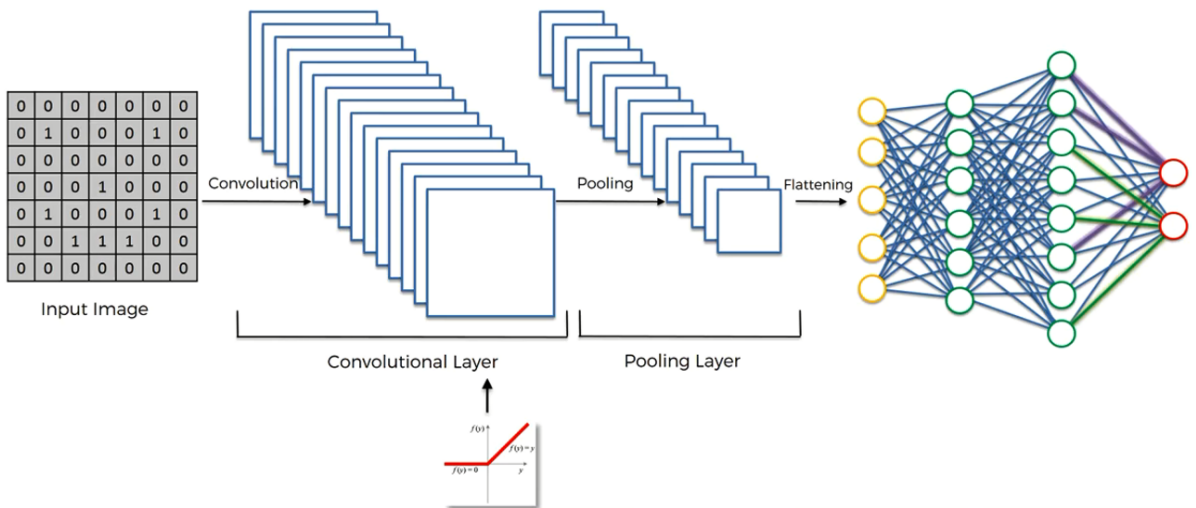 0 0 0 0 0 0 0
0 1 0 0 0 1 0
0 0 0 0 0 0 0
0 0 0 1 0 0 0
0 1 0 0 0 1 0
0 0 1 1 1 0 0
0 0 0 0 0 0 0
Input Image
Convolution
Pooling
Flattening
Convolutional Layer
Pooling Layer
f(y)
f(y)=y
f(y)=0
y